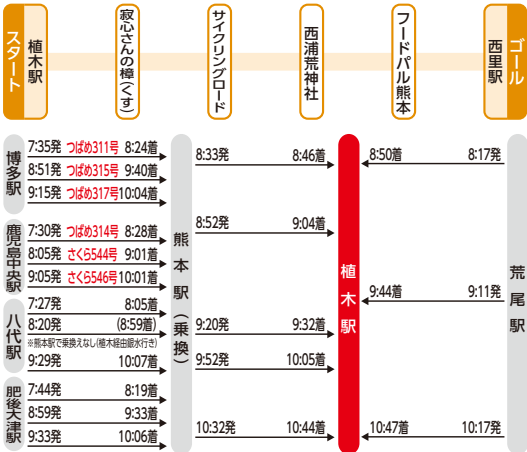 スタート
植木駅
寂心さんの樟(くす)
サイクリングロード
西浦荒神社
フードパル熊本
西里駅
ゴール
博多駅
7:35発 つばめ311号 8:24着
8:51発 つばめ315号 9:40着
9:15発 つばめ317号 10:04着
鹿児島中央駅
7:30発 つばめ314号 8:28着
8:05発 さくら544号 9:01着
9:05発 さくら546号 10:01着
八代駅
7:27発 8:05着
8:20発 (8:59着)
※熊本駅で乗換えなし(植木経由銀水行き)
9:29発 10:07着
肥後大津駅
7:44発 8:19着
8:59発 9:33着
9:33発 10:06着
熊本駅(乗換)
8:33発 8:46着
8:52発 9:04着
9:20発 9:32着
9:52発 10:05着
10:32発 10:44着
植木駅
8:50着 8:17発
9:44着 9:11発
10:47着 10:17発
荒尾駅